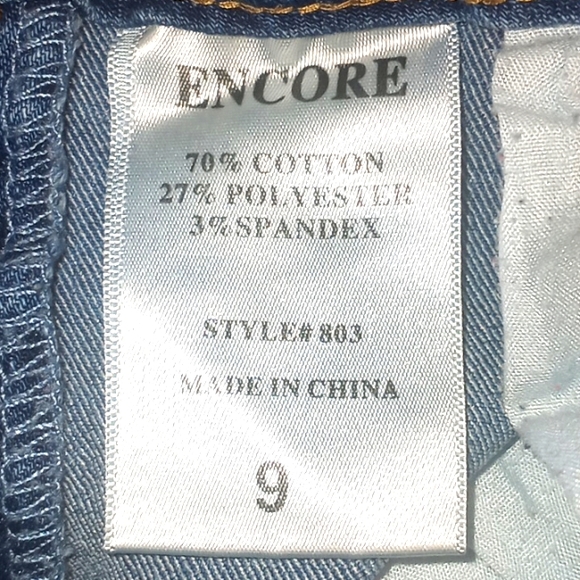 ENCORE
70% COTTON
27% POLYESTER
3% SPANDEX
STYLE# 803
MADE IN CHINA
9